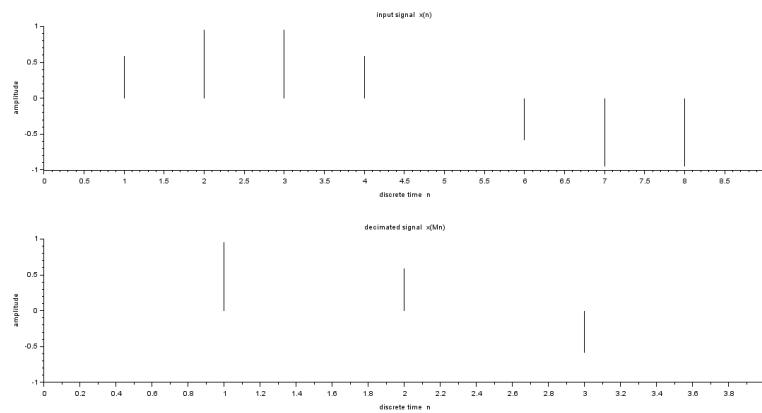 input signal x(n)
1
0.5
0
-0.5
-1
amplitude
0 0.5 1 1.5 2 2.5 3 3.5 4 4.5 5 5.5 6 6.5 7 7.5 8 8.5
discrete time n
decimated signal x(Mn)
1
0.5
0
-0.5
-1
amplitude
0 0.2 0.4 0.6 0.8 1 1.2 1.4 1.6 1.8 2 2.2 2.4 2.6 2.8 3 3.2 3.4 3.6 3.8
discrete time n